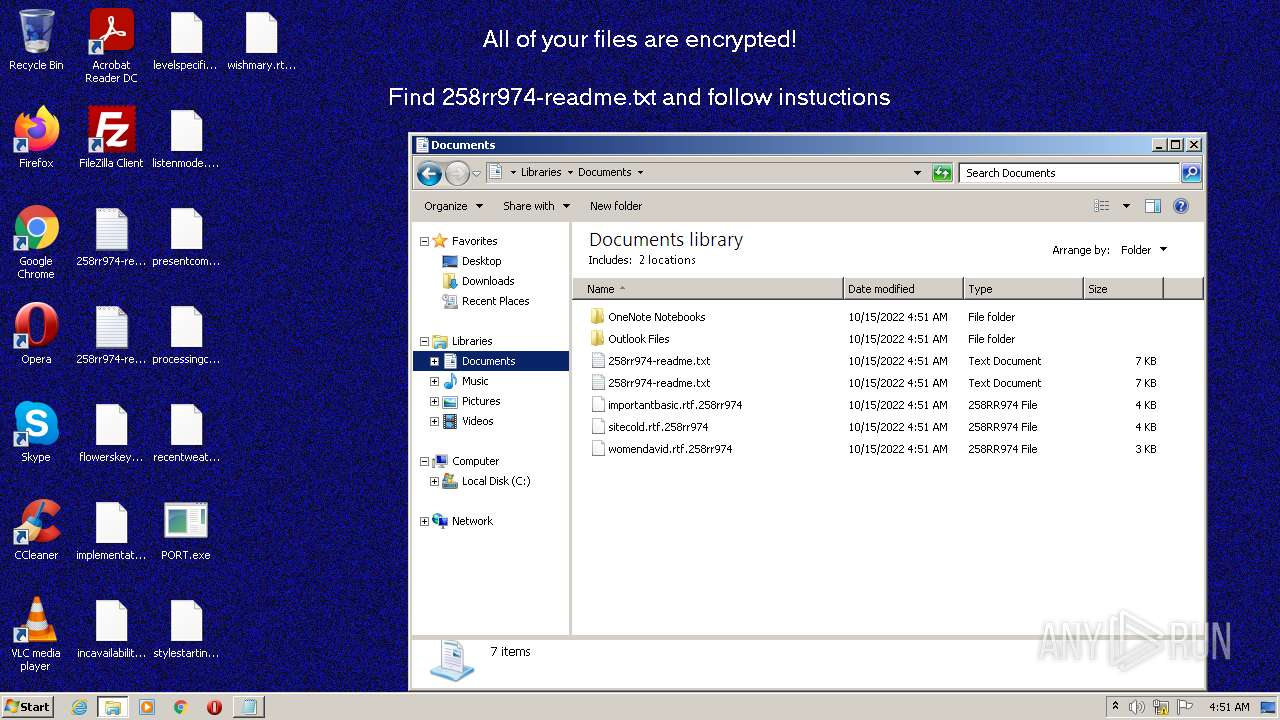 All of your files are encrypted!
Find 258rr974-readme.txt and follow instuctions
Recycle Bin
Acrobat
Reader DC
levelspecifi...
wishmary.rt...
Firefox
FileZilla Client
listenmode....
Google
Chrome
258rr974-re...
presentcom...
Opera
258rr974-re...
processingc...
Skype
flowerskey...
recentweat...
CCleaner
implementat...
PORT.exe
VLC media
player
incavailabilit...
stylestartin...
Documents
Libraries
Documents
Search Documents
Organize
Share with
New folder
Favorites
Desktop
Downloads
Recent Places
Libraries
Documents
Music
Pictures
Videos
Computer
Local Disk (C:)
Network
Documents library
Includes: 2 locations
Arrange by: Folder
Name Date modified Type Size
OneNote Notebooks 10/15/2022 4:51 AM File folder
Outlook Files 10/15/2022 4:51 AM File folder
258rr974-readme.txt 10/15/2022 4:51 AM Text Document 7 KB
258rr974-readme.txt 10/15/2022 4:51 AM Text Document 7 KB
importantbasic.rtf.258rr974 10/15/2022 4:51 AM 258RR974 File 4 KB
sitecold.rtf.258rr974 10/15/2022 4:51 AM 258RR974 File 4 KB
womendavid.rtf.258rr974 10/15/2022 4:51 AM 258RR974 File 3 KB
7 items
ANY RUN
Start
4:51 AM